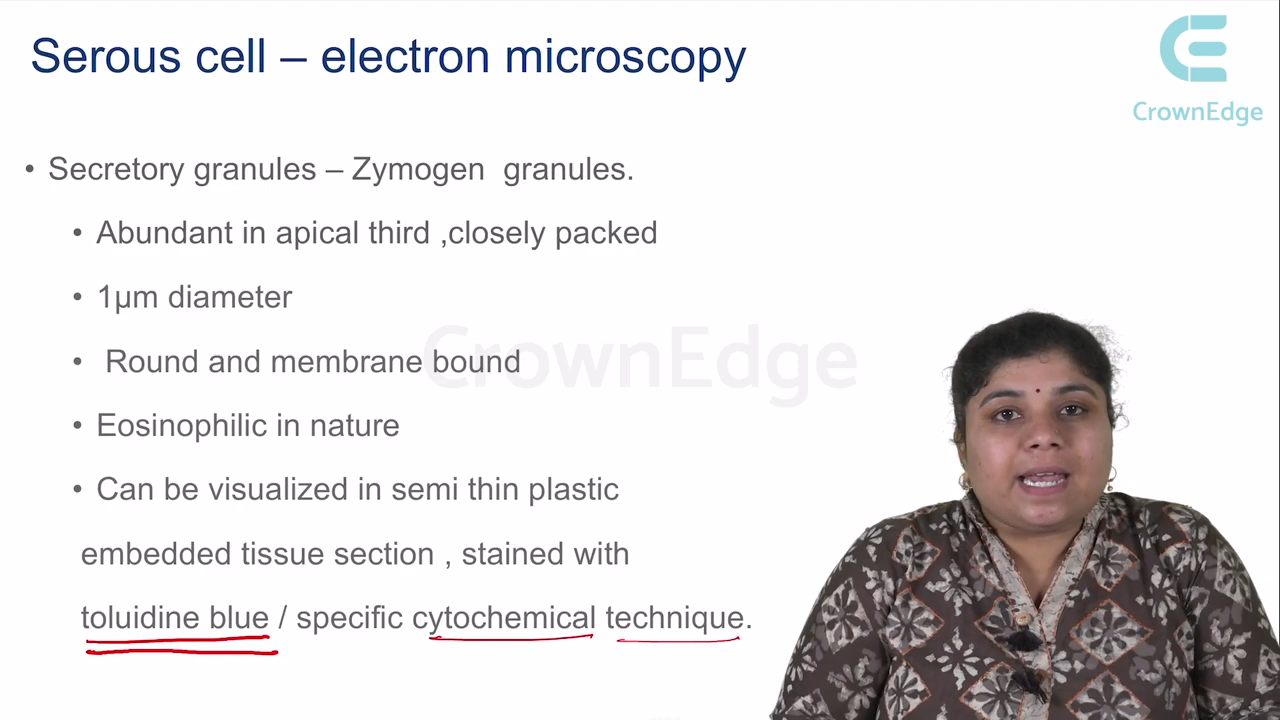 Serous cell – electron microscopy
CrownEdge
• Secretory granules – Zymogen granules.
• Abundant in apical third ,closely packed
• 1μm diameter
CrownEdge
• Round and membrane bound
• Eosinophilic in nature
• Can be visualized in semi thin plastic
embedded tissue section , stained with
toluidine blue / specific cytochemical technique.